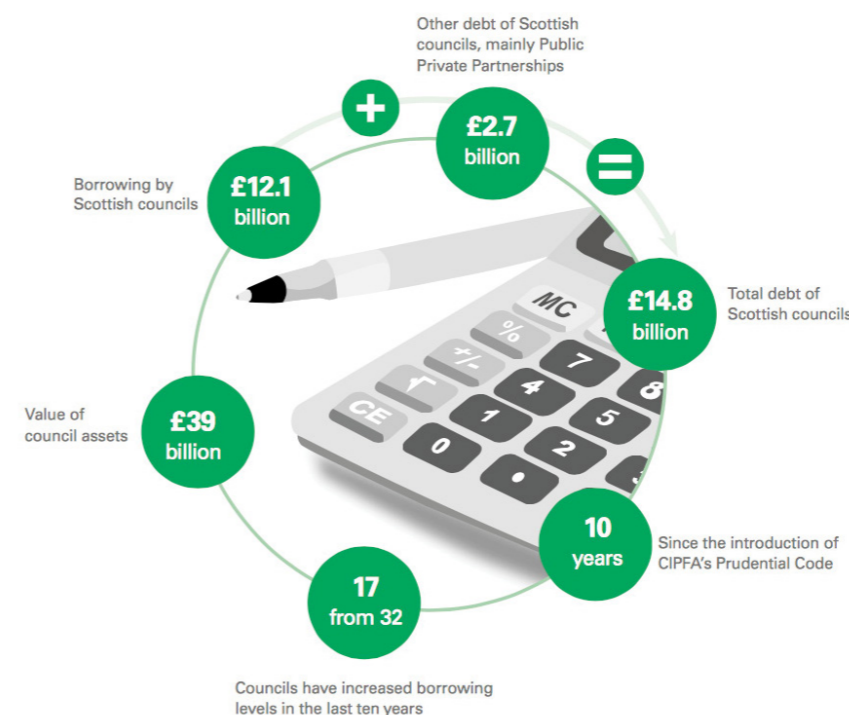 Other debt of Scottish
councils, mainly Public
Private Partnerships
+
£2.7
billion
=
Borrowing by
Scottish councils
£12.1
billion
£14.8
billion
Total debt of
Scottish councils
Value of
council assets
£39
billion
MC
%
+/-
√
CE
7
8
4
5
1
2
3
0
•
10
years
Since the introduction of
CIPFA's Prudential Code
17
from 32
Councils have increased borrowing
levels in the last ten years